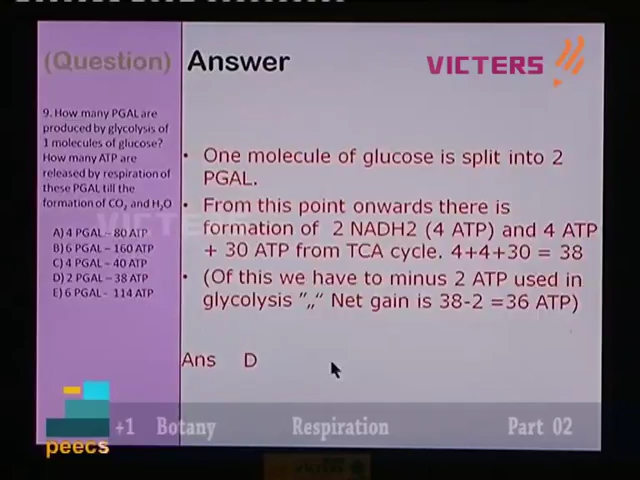 (Question) Answer
VICTERS
9. How many PGAL are
produced by glycolysis of
1 molecules of glucose?
How many ATP are
released by respiration of
these PGAL till the
formation of CO₂ and H₂O
A) 4 PGAL – 80 ATP
B) 6 PGAL – 160 ATP
C) 4 PGAL – 40 ATP
D) 2 PGAL – 38 ATP
E) 6 PGAL - 114 ATP
• One molecule of glucose is split into 2
PGAL.
• From this point onwards there is
formation of 2 NADH2 (4 ATP) and 4 ATP
+ 30 ATP from TCA cycle. 4+4+30 = 38
• (Of this we have to minus 2 ATP used in
glycolysis ”„“ Net gain is 38-2 =36 ATP)
Ans D
VICTERS
peecs
+1 Botany Respiration Part 02
VICTERS